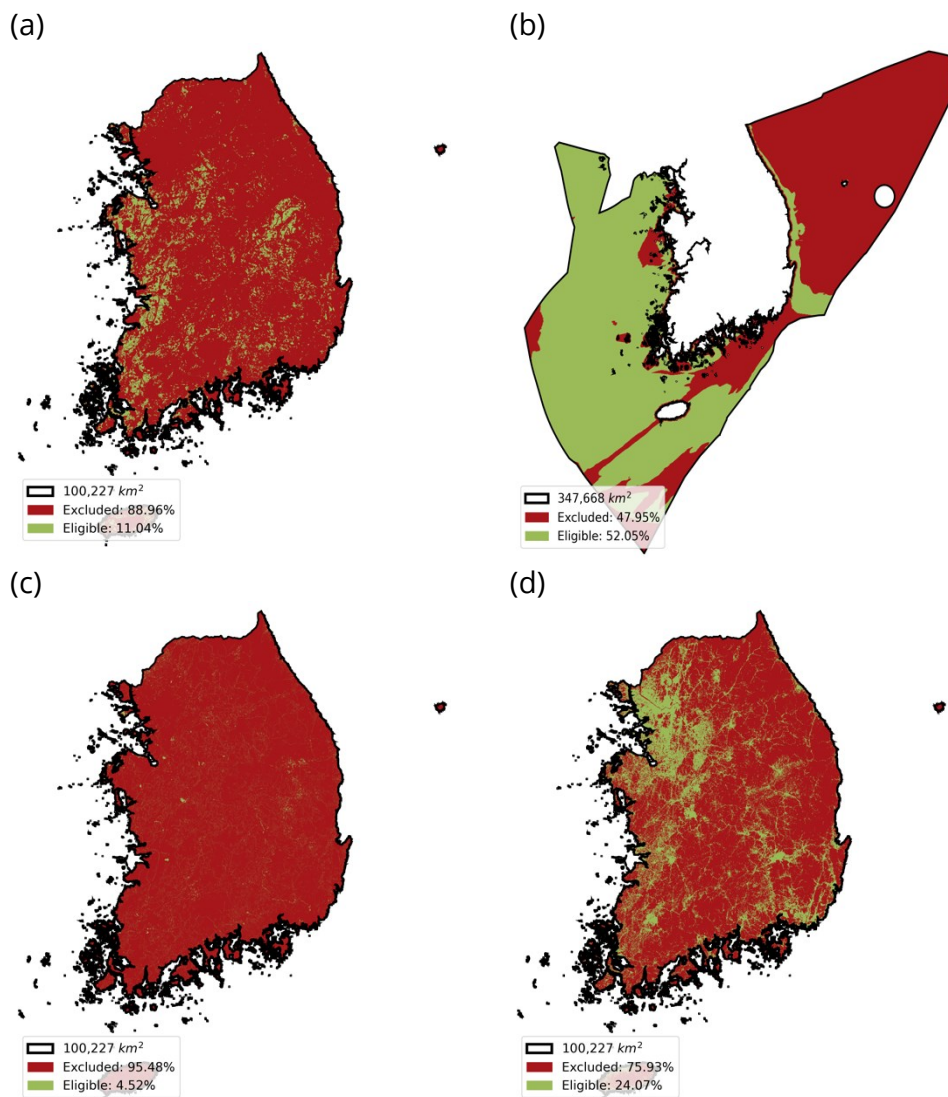 (a)
(b)
100,227 km²
Excluded: 88.96%
Eligible: 11.04%
347,668 km²
Excluded: 47.95%
Eligible: 52.05%
(c)
(d)
100,227 km²
Excluded: 95.48%
Eligible: 4.52%
100,227 km²
Excluded: 75.93%
Eligible: 24.07%